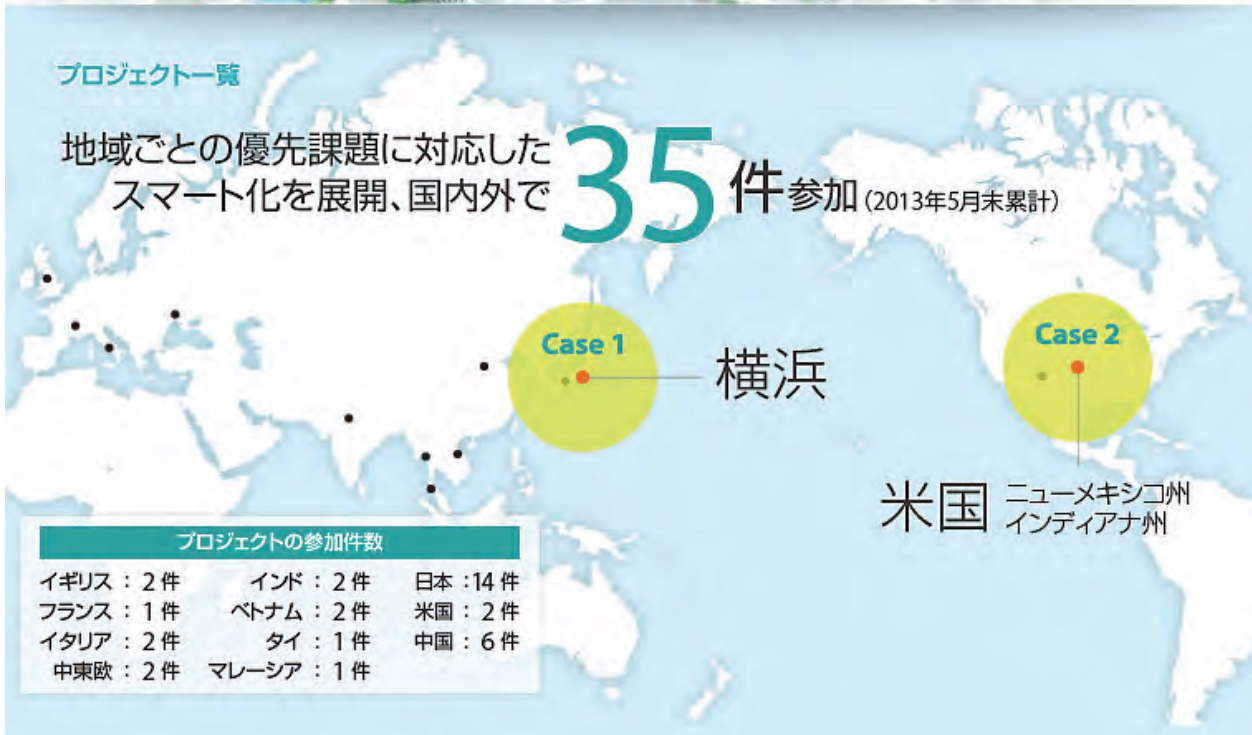 プロジェクト一覧
地域ごとの優先課題に対応した
スマート化を展開、国内外で
35件参加(2013年5月末累計)
Case 1
横浜
Case 2
米国
ニューメキシコ州
インディアナ州
プロジェクトの参加件数
イギリス : 2件 インド : 2件 日本 :14件
フランス : 1件 ベトナム : 2件 米国 : 2件
イタリア : 2件 タイ : 1件 中国 : 6件
中東欧 : 2件 マレーシア : 1件